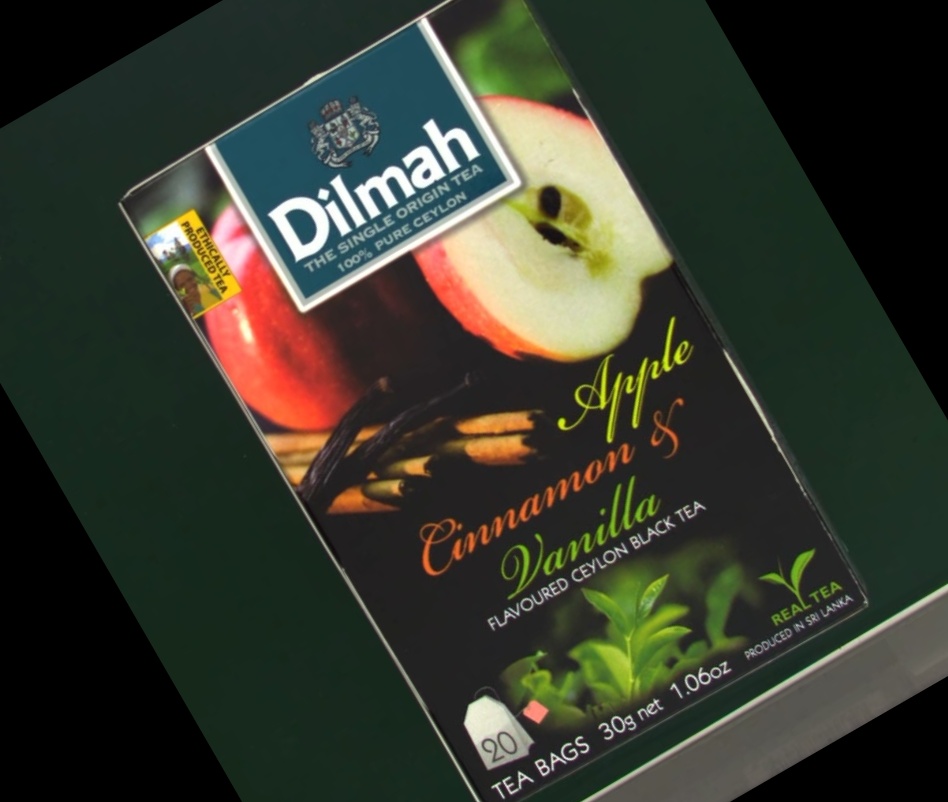 Dilmah
THE SINGLE ORIGIN TEA
100% PURE CEYLON
ETHICALLY
PRODUCED TEA
Apple
Cinnamon &
Vanilla
FLAVOURED CEYLON BLACK TEA
REAL TEA
PRODUCED IN SRI LANKA
20
TEA BAGS 30g net 1.06oz